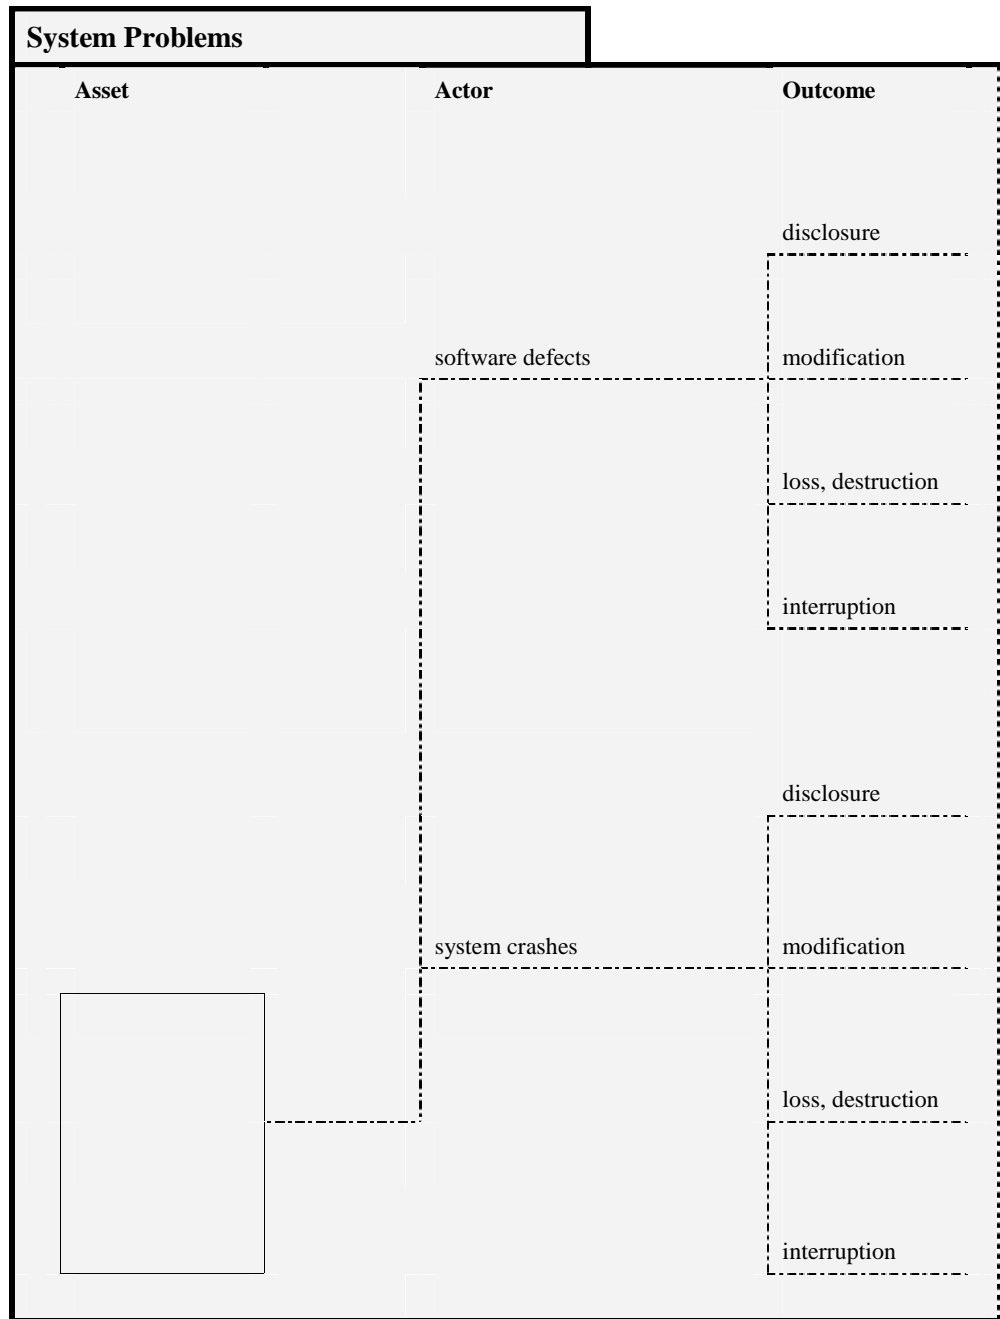 System Problems
Asset Actor Outcome
disclosure
software defects modification
loss, destruction
interruption
disclosure
system crashes modification
loss, destruction
interruption